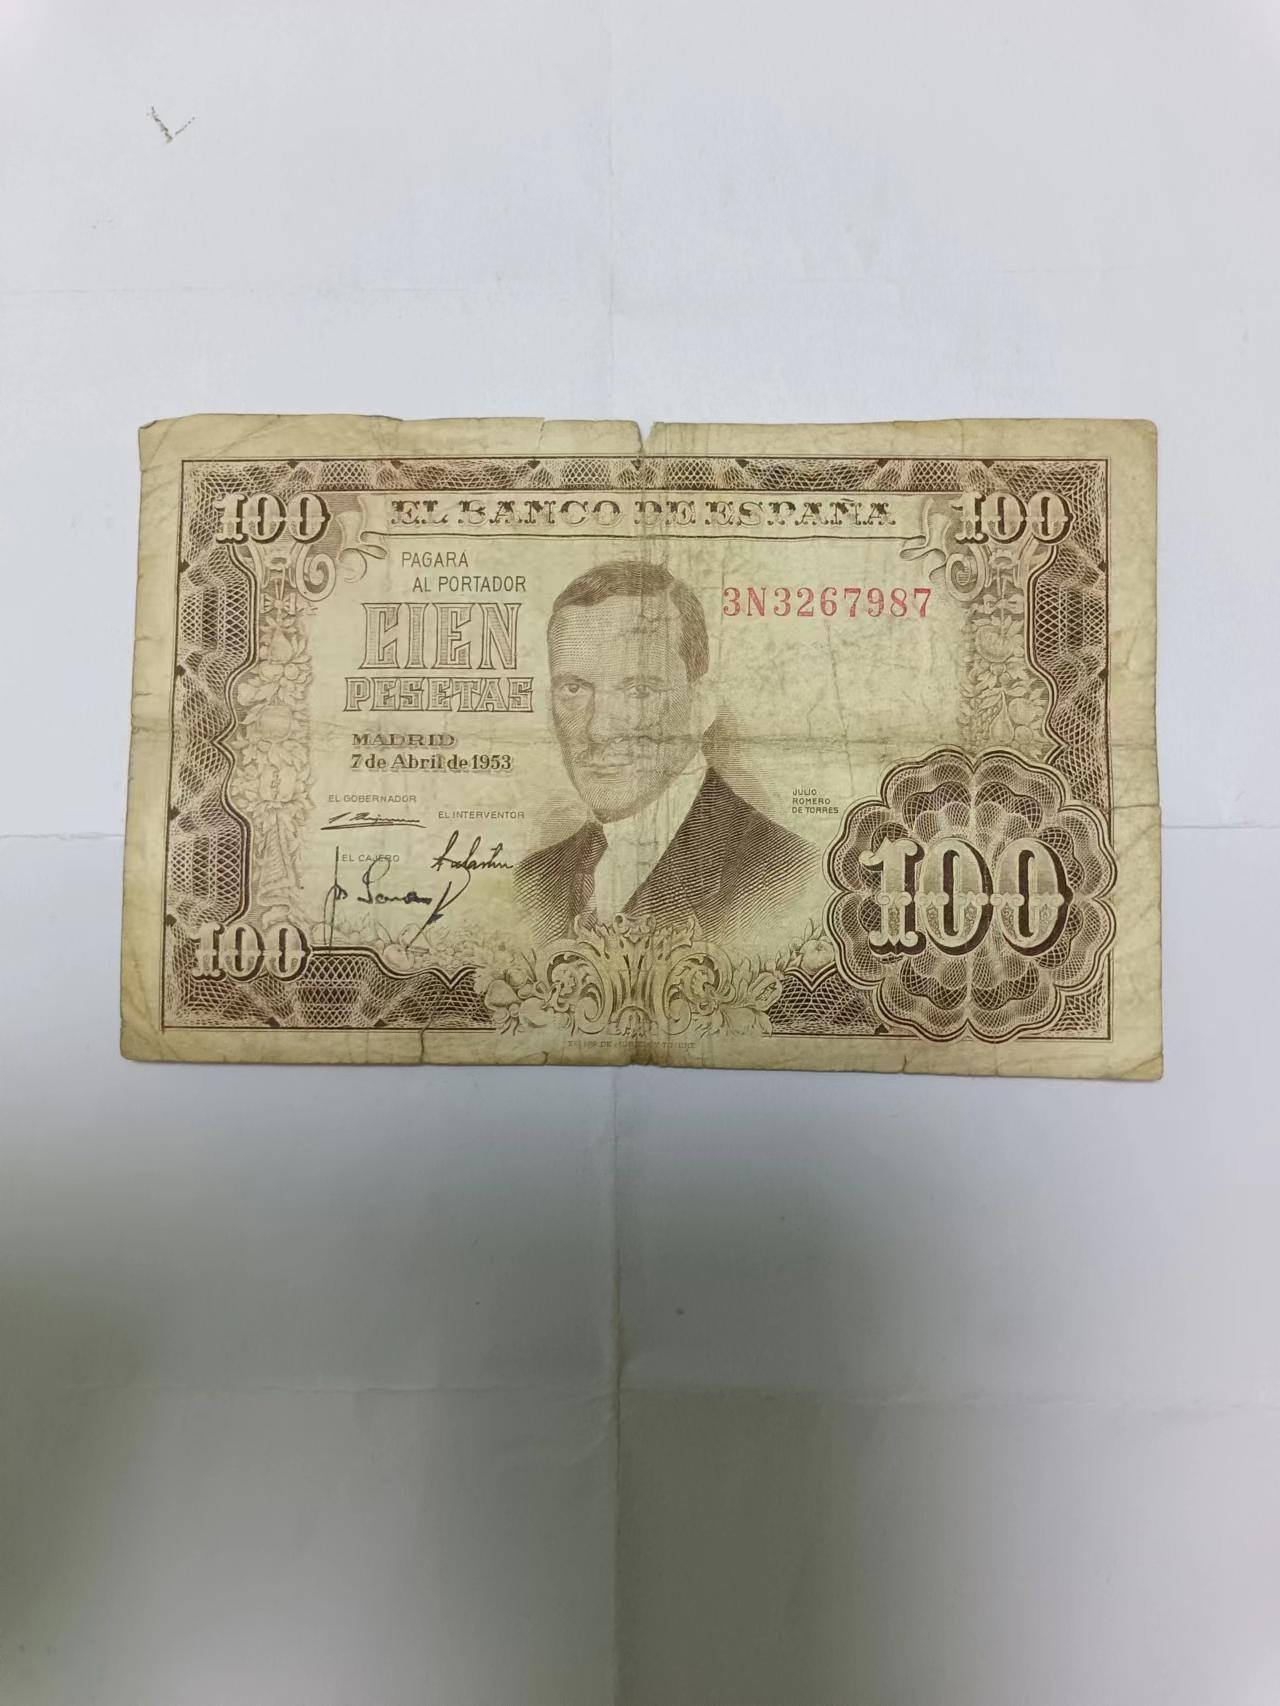 100 EL BANCO DE ESPAÑA 100
PAGARÁ
AL PORTADOR
3N3267987
CIEN
PESETAS
MADRID
7 de Abril de 1953
EL GOBERNADOR
EL INTERVENTOR
EL CAJERO
JULIO
ROMERO
DE TORRES
100
100